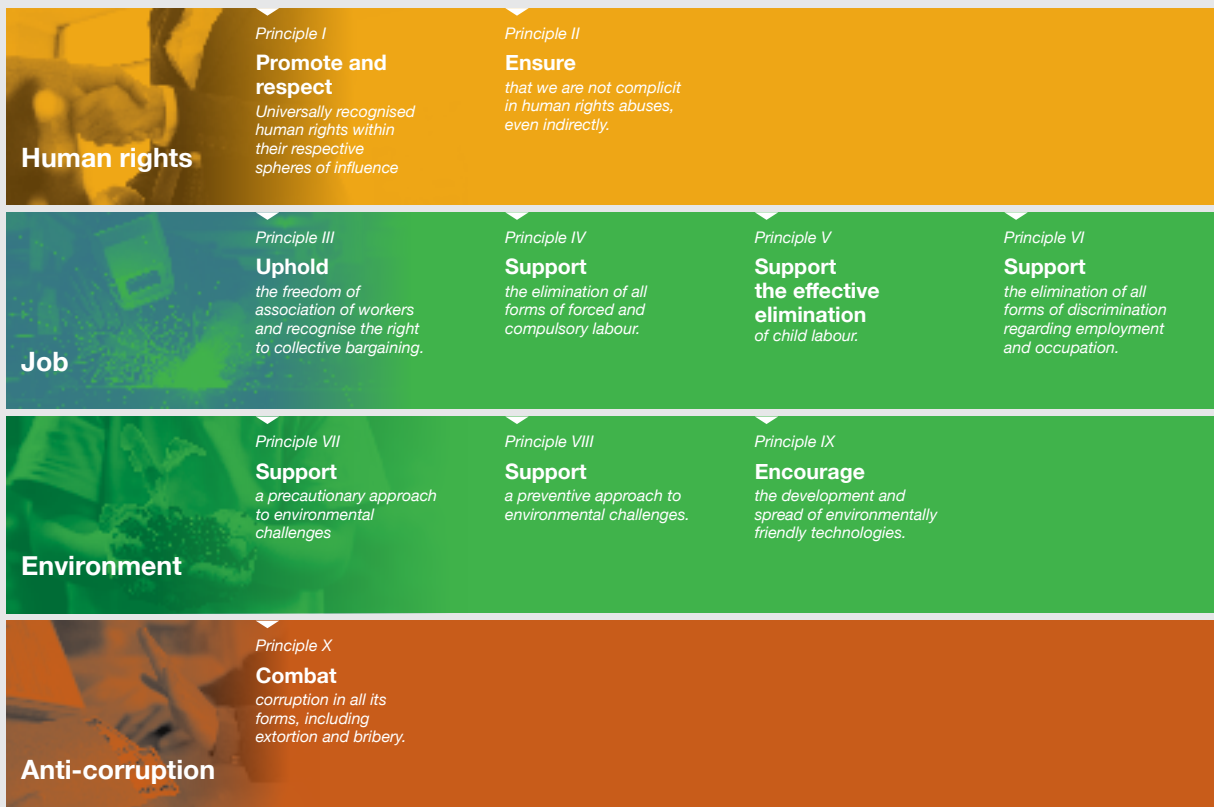 Human rights
Principle I
Promote and
respect
Universally recognised
human rights within
their respective
spheres of influence
Principle II
Ensure
that we are not complicit
in human rights abuses,
even indirectly.
Job
Principle III
Uphold
the freedom of
association of workers
and recognise the right
to collective bargaining.
Principle IV
Support
the elimination of all
forms of forced and
compulsory labour.
Principle V
Support
the effective
elimination
of child labour.
Principle VI
Support
the elimination of all
forms of discrimination
regarding employment
and occupation.
Environment
Principle VII
Support
a precautionary approach
to environmental
challenges
Principle VIII
Support
a preventive approach to
environmental challenges.
Principle IX
Encourage
the development and
spread of environmentally
friendly technologies.
Anti-corruption
Principle X
Combat
corruption in all its
forms, including
extortion and bribery.